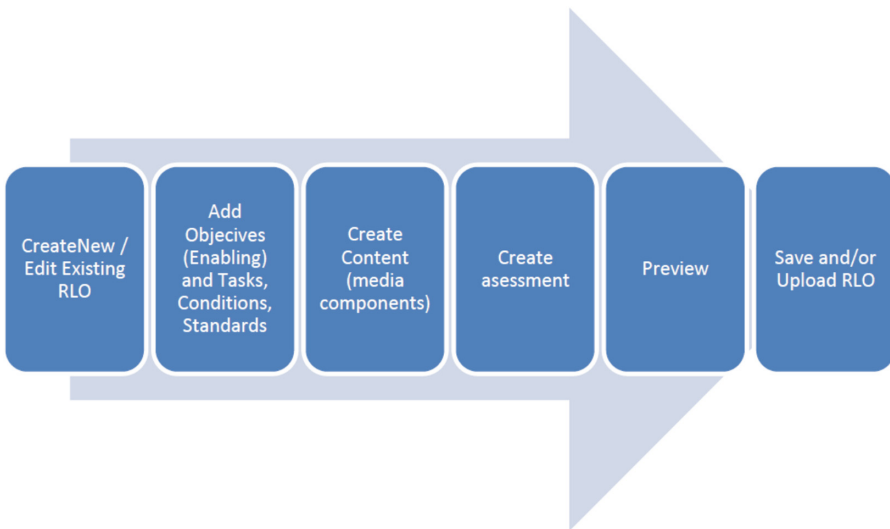 CreateNew /
Edit Existing
RLO
Add
Objecives
(Enabling)
and Tasks,
Conditions,
Standards
Create
Content
(media
components)
Create
asessment
Preview
Save and/or
Upload RLO